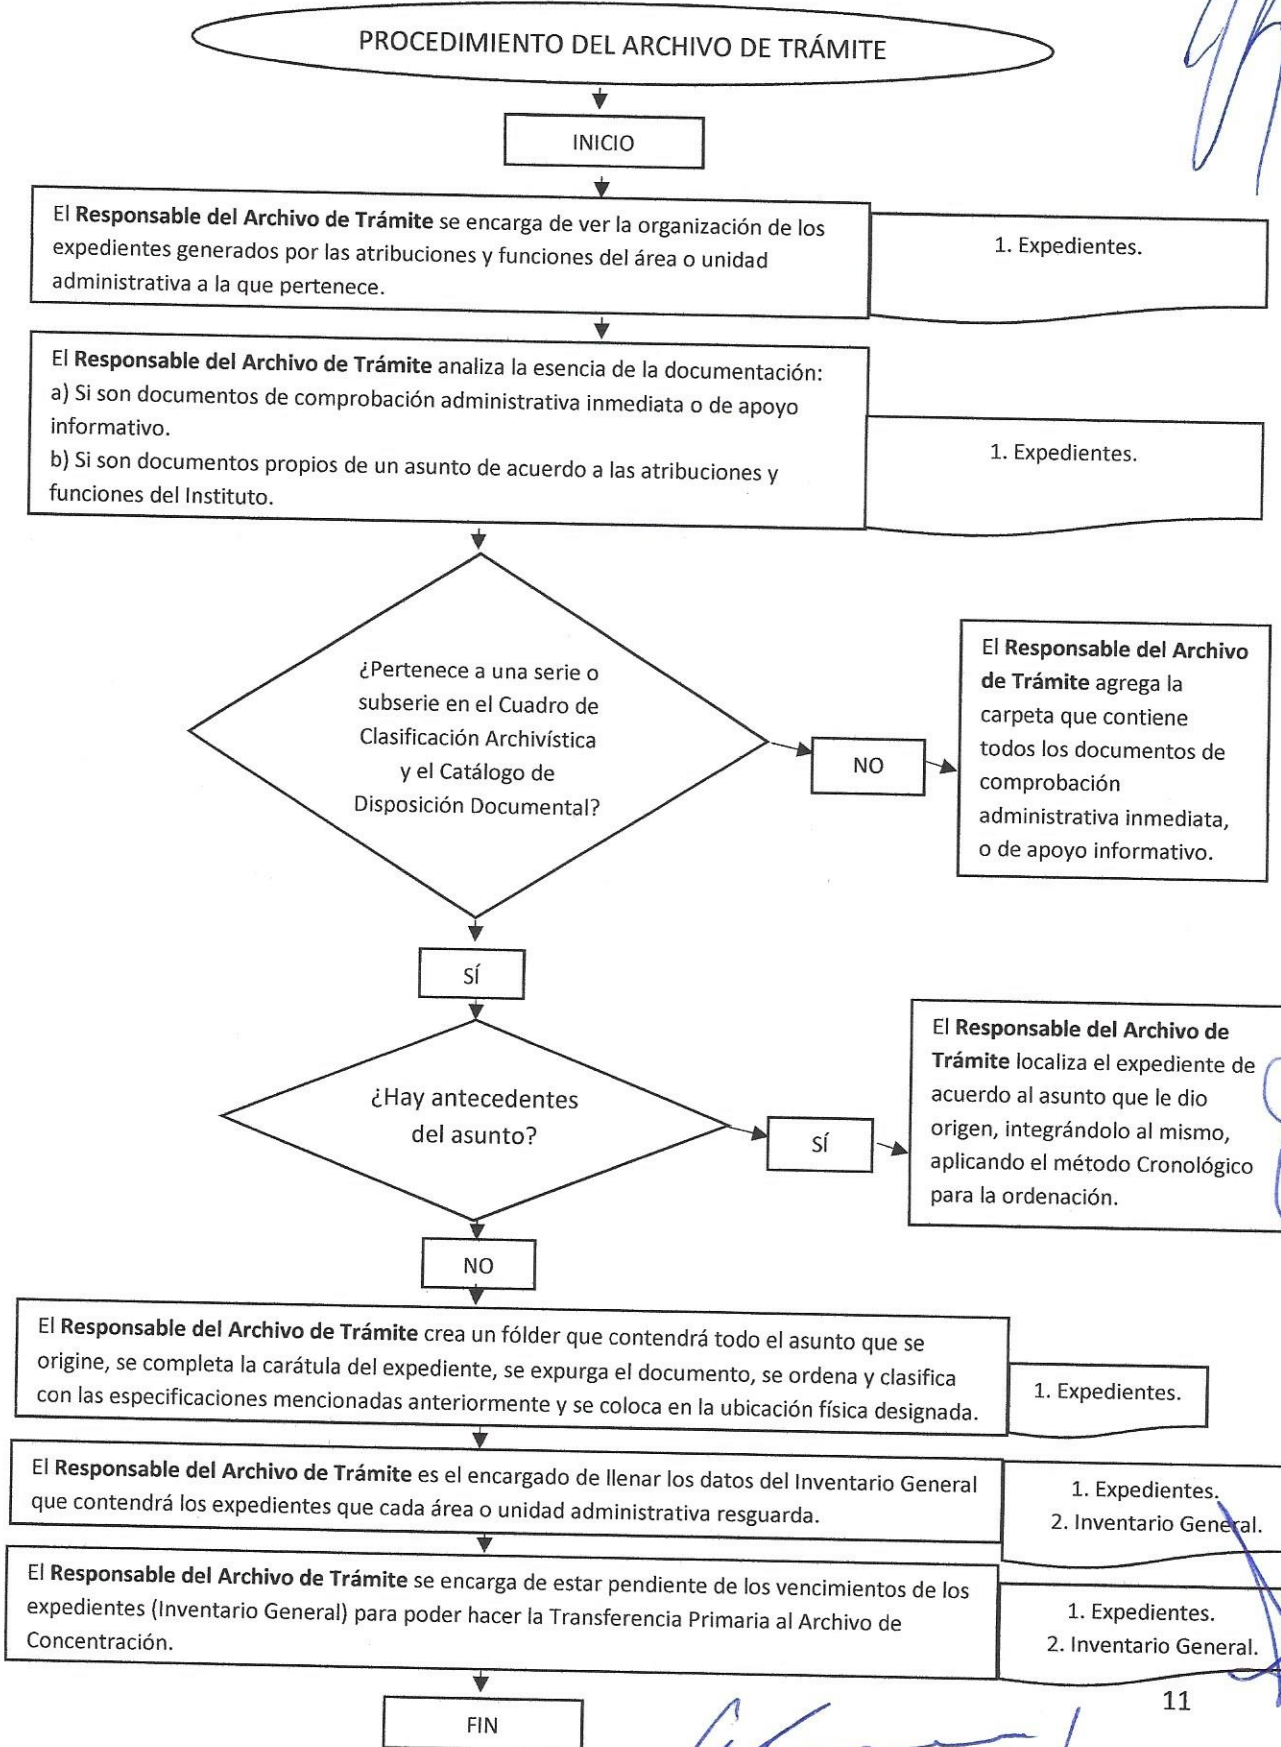 PROCEDIMIENTO DEL ARCHIVO DE TRÁMITE
INICIO
El Responsable del Archivo de Trámite se encarga de ver la organización de los
expedientes generados por las atribuciones y funciones del área o unidad
administrativa a la que pertenece.
1. Expedientes.
El Responsable del Archivo de Trámite analiza la esencia de la documentación:
a) Si son documentos de comprobación administrativa inmediata o de apoyo
informativo.
b) Si son documentos propios de un asunto de acuerdo a las atribuciones y
funciones del Instituto.
1. Expedientes.
¿Pertenece a una serie o
subserie en el Cuadro de
Clasificación Archivística
y el Catálogo de
Disposición Documental?
NO
El Responsable del Archivo
de Trámite agrega la
carpeta que contiene
todos los documentos de
comprobación
administrativa inmediata,
o de apoyo informativo.
SÍ
¿Hay antecedentes
del asunto?
SÍ
El Responsable del Archivo de
Trámite localiza el expediente de
acuerdo al asunto que le dio
origen, integrándolo al mismo,
aplicando el método Cronológico
para la ordenación.
NO
El Responsable del Archivo de Trámite crea un fólder que contendrá todo el asunto que se
origine, se completa la carátula del expediente, se expurga el documento, se ordena y clasifica
con las especificaciones mencionadas anteriormente y se coloca en la ubicación física designada.
1. Expedientes.
El Responsable del Archivo de Trámite es el encargado de llenar los datos del Inventario General
que contendrá los expedientes que cada área o unidad administrativa resguarda.
1. Expedientes.
2. Inventario General.
El Responsable del Archivo de Trámite se encarga de estar pendiente de los vencimientos de los
expedientes (Inventario General) para poder hacer la Transferencia Primaria al Archivo de
Concentración.
1. Expedientes.
2. Inventario General.
FIN
11